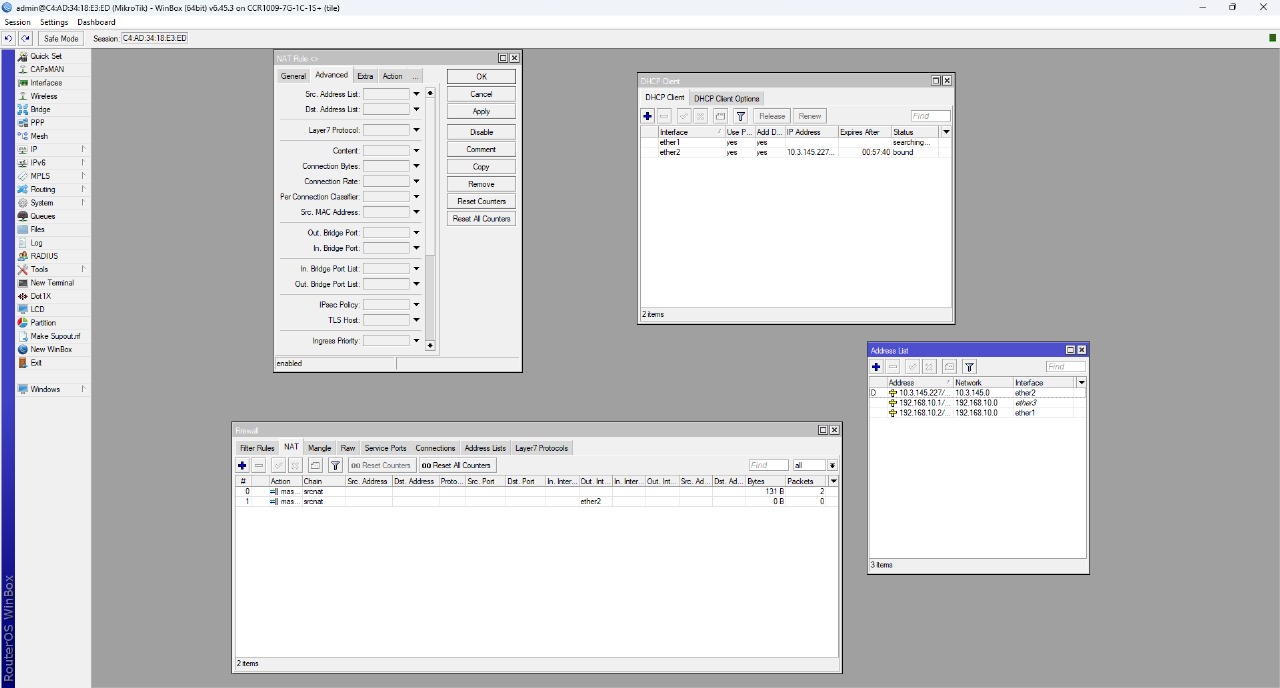 admin@C4:AD:34:18:E3:ED (MikroTik) - WinBox (64bit) v6.45.3 on CCR1009-7G-1C-1S+ (tile)
Session Settings Dashboard
Safe Mode Session: C4:AD:34:18:E3:ED
Quick Set
CAPsMAN
Interfaces
Wireless
Bridge
PPP
Mesh
IP
IPv6
MPLS
Routing
System
Queues
Files
Log
RADIUS
Tools
New Terminal
Dot1X
LCD
Partition
Make Supout.rif
New WinBox
Exit
Windows
RouterOS WinBox
NAT Rule <>
General Advanced Extra Action ...
Src. Address List:
Dst. Address List:
Layer7 Protocol:
Content:
Connection Bytes:
Connection Rate:
Per Connection Classifier:
Src. MAC Address:
Out. Bridge Port:
In. Bridge Port:
In. Bridge Port List:
Out. Bridge Port List:
IPsec Policy:
TLS Host:
Ingress Priority:
enabled
OK
Cancel
Apply
Disable
Comment
Copy
Remove
Reset Counters
Reset All Counters
DHCP Client
DHCP Client DHCP Client Options
Release Renew Find
Interface Use P... Add D... IP Address Expires After Status
ether1 yes yes searching...
ether2 yes yes 10.3.145.227... 00:57:40 bound
2 items
Address List
Find
Address Network Interface
D 10.3.145.227/... 10.3.145.0 ether2
192.168.10.1/... 192.168.10.0 ether3
192.168.10.2/... 192.168.10.0 ether1
3 items
Firewall
Filter Rules NAT Mangle Raw Service Ports Connections Address Lists Layer7 Protocols
00 Reset Counters 00 Reset All Counters Find all
# Action Chain Src. Address Dst. Address Proto... Src. Port Dst. Port In. Inter... Out. Int... In. Inter... Out. Int... Src. Ad... Dst. Ad... Bytes Packets
0 mas... srcnat 131 B 2
1 mas... srcnat ether2 0 B 0
2 items